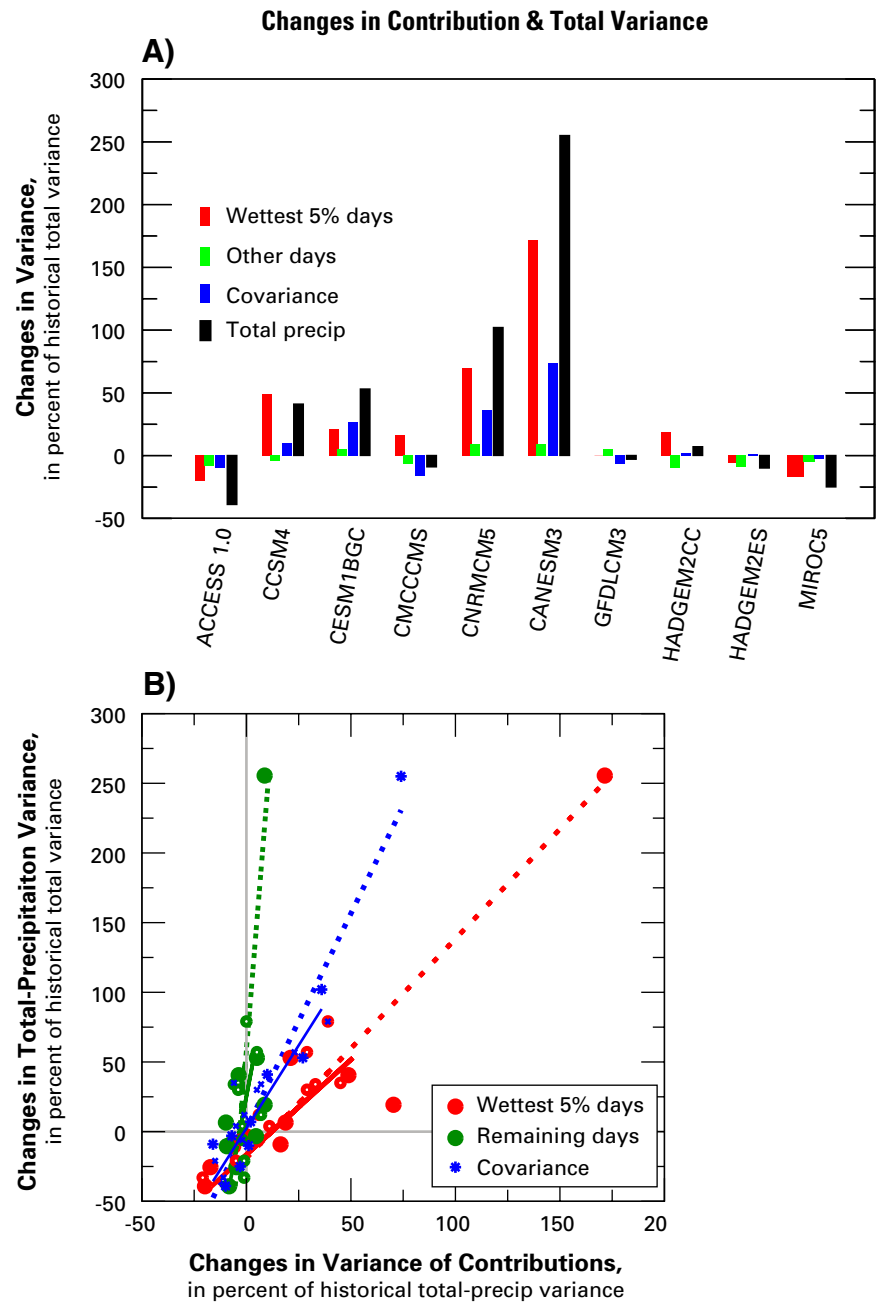 Changes in Contribution & Total Variance
A)
Changes in Variance,
in percent of historical total variance
300
250
200
150
100
50
0
-50
Wettest 5% days
Other days
Covariance
Total precip
ACCESS 1.0
CCSM4
CESM1BGC
CMCCCMS
CNRMCM5
CANESM3
GFDLCM3
HADGEM2CC
HADGEM2ES
MIROC5
B)
Changes in Total-Precipitaiton Variance,
in percent of historical total variance
300
250
200
150
100
50
0
-50
Wettest 5% days
Remaining days
Covariance
-50
0
50
100
150
20
Changes in Variance of Contributions,
in percent of historical total-precip variance